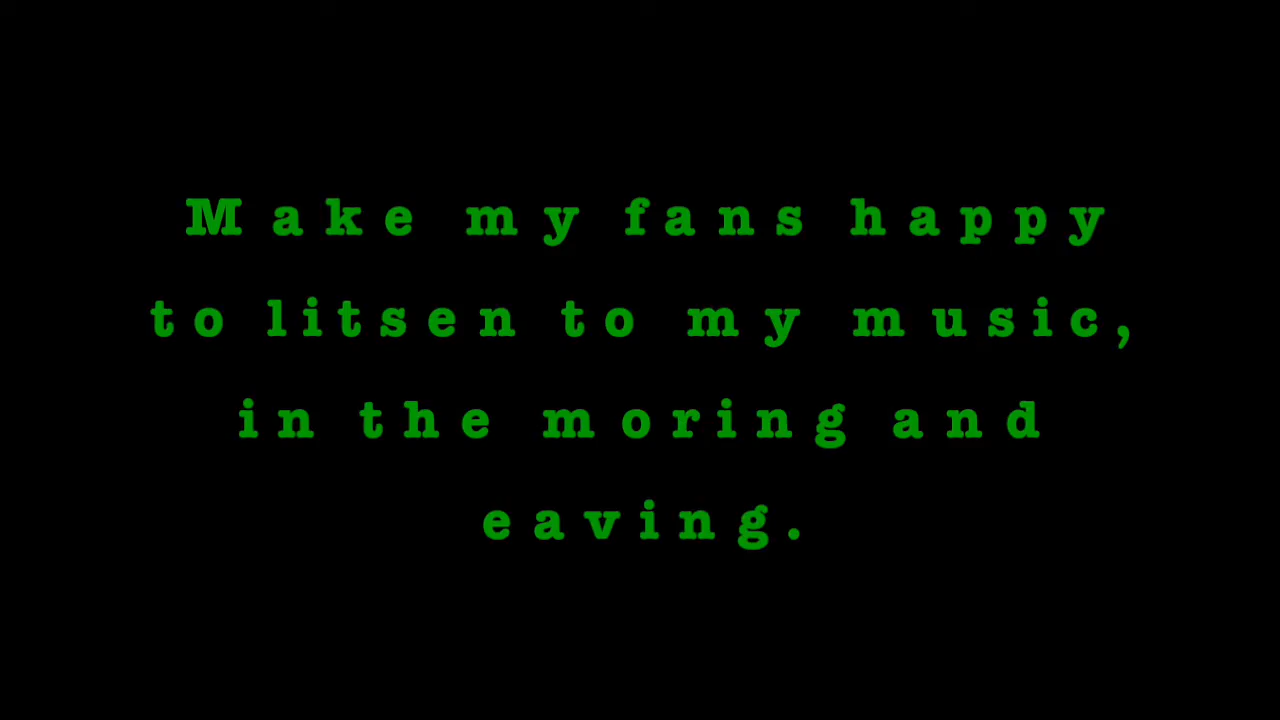 Make my fans happy
to litsen to my music,
in the moring and
eaving.